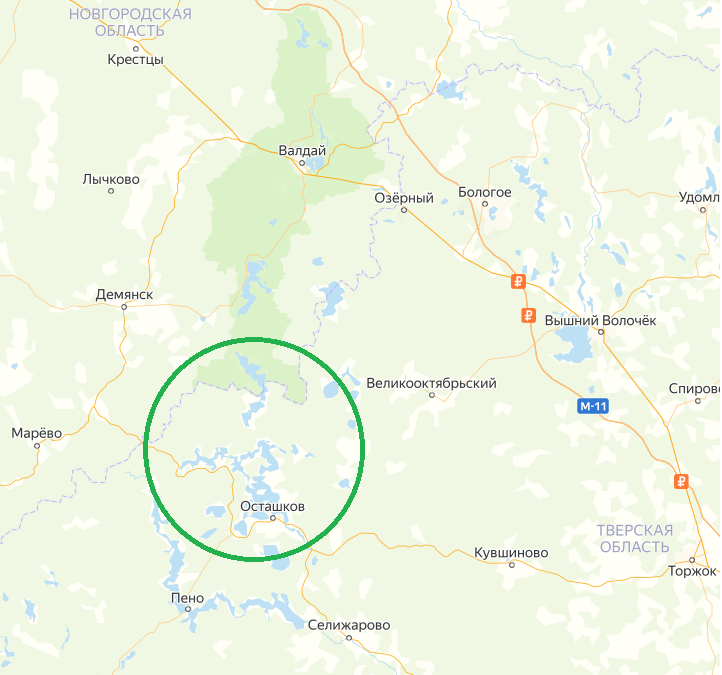 НОВГОРОДСКАЯ
ОБЛАСТЬ
Крестцы
Валдай
Лычково
Озёрный
Бологое
Удомл
Демянск
₽
₽
Вышний Волочёк
Великооктябрьский
Спирово
М-11
Марёво
₽
Осташков
ТВЕРСКАЯ
ОБЛАСТЬ
Кувшиново
Торжок
Пено
Селижарово